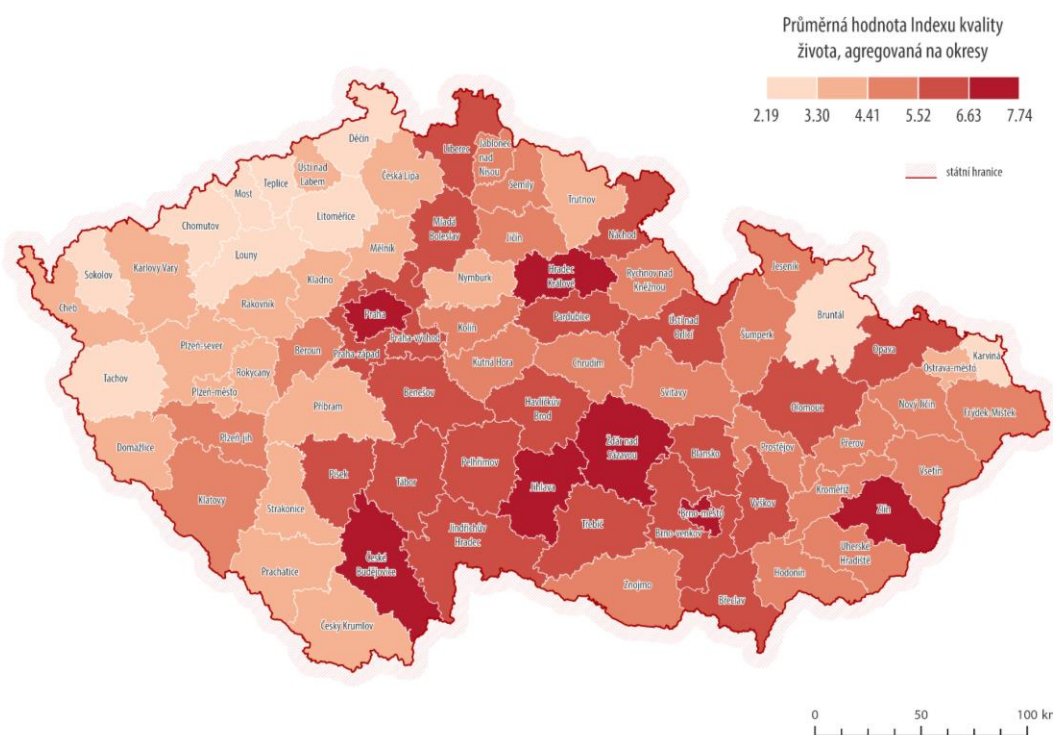 Průměrná hodnota Indexu kvality
života, agregovaná na okresy
2.19 3.30 4.41 5.52 6.63 7.74
státní hranice
Děčín
Liberec
Jablonec
nad
Nisou
Ústí nad
Labem
Teplice
Most
Česká Lipa
Semily
Trutnov
Chomutov
Litoměřice
Mladá
Boleslav
Jičín
Náchod
Louny
Mělník
Sokolov
Karlovy Vary
Kladno
Nymburk
Hradec
Králové
Rychnov nad
Kněžnou
Jeseník
Cheb
Rakovník
Praha
Praha-východ
Kolín
Pardubice
Ústí nad
Orlicí
Šumperk
Bruntál
Plzeň-sever
Beroun
Praha-západ
Kutná Hora
Chrudim
Opava
Karviná
Ostrava-město
Tachov
Rokycany
Plzeň-město
Benešov
Svitavy
Příbram
Havlíčkův
Brod
Olomouc
Nový Jičín
Frýdek-Místek
Domažlice
Plzeň-jih
Žďár nad
Sázavou
Blansko
Prostějov
Přerov
Vsetín
Klatovy
Písek
Tábor
Pelhřimov
Jihlava
Kroměříž
Strakonice
Jindřichův
Hradec
Třebíč
Brno-město
Brno-venkov
Vyškov
Zlín
Uherské
Hradiště
České
Budějovice
Prachatice
Znojmo
Hodonín
Břeclav
Český Krumlov
0 50 100 km